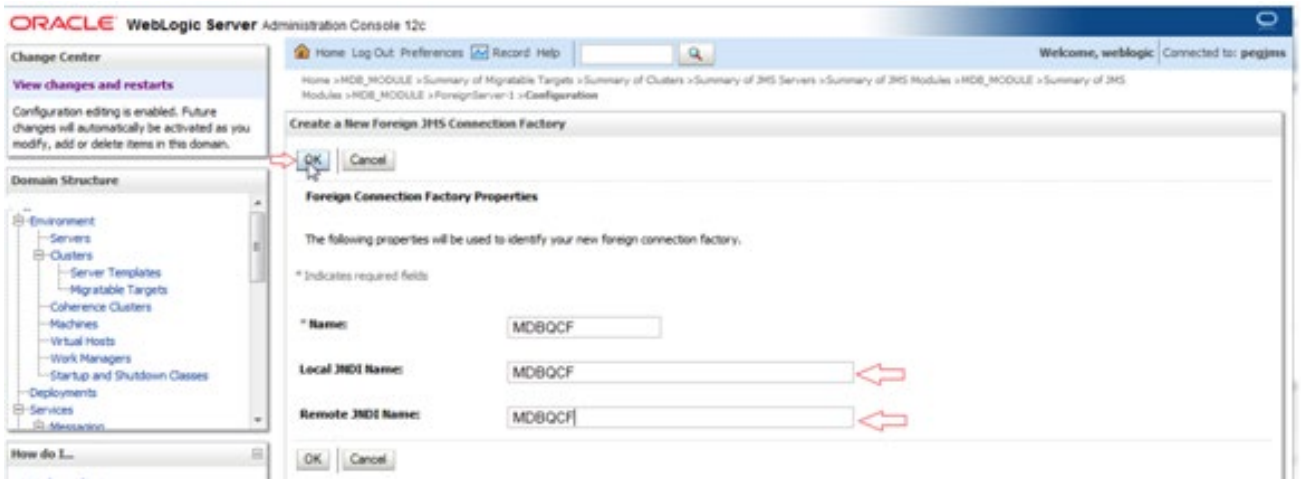 ORACLE WebLogic Server Administration Console 12c
Change Center
View changes and restarts
Configuration editing is enabled. Future
changes will automatically be activated as you
modify, add or delete items in this domain.
Domain Structure
Environment
Servers
Clusters
Server Templates
Migratable Targets
Coherence Clusters
Machines
Virtual Hosts
Work Managers
Startup and Shutdown Classes
Deployments
Services
Messaging
How do I...
Home Log Out Preferences Record Help
Welcome, weblogic Connected to: pegjms
Home >MDB_MODULE >Summary of Migratable Targets >Summary of Clusters >Summary of JMS Servers >Summary of JMS Modules >MDB_MODULE >Summary of JMS
Modules >MDB_MODULE >ForeignServer-1 >Configuration
Create a New Foreign JMS Connection Factory
OK Cancel
Foreign Connection Factory Properties
The following properties will be used to identify your new foreign connection factory.
* Indicates required fields
* Name: MDBQCF
Local JNDI Name: MDBQCF
Remote JNDI Name: MDBQCF
OK Cancel